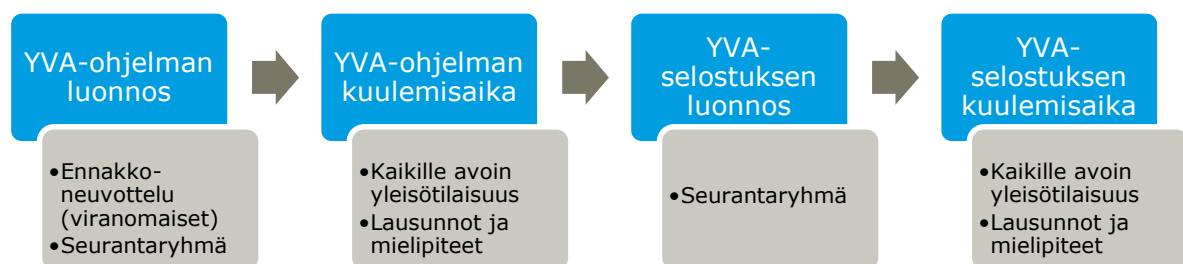 YVA-ohjelman
luonnos
•Ennakko-
neuvottelu
(viranomaiset)
•Seurantaryhmä
YVA-ohjelman
kuulemisaika
•Kaikille avoin
yleisötilaisuus
•Lausunnot ja
mielipiteet
YVA-
selostuksen
luonnos
•Seurantaryhmä
YVA-
selostuksen
kuulemisaika
•Kaikille avoin
yleisötilaisuus
•Lausunnot ja
mielipiteet